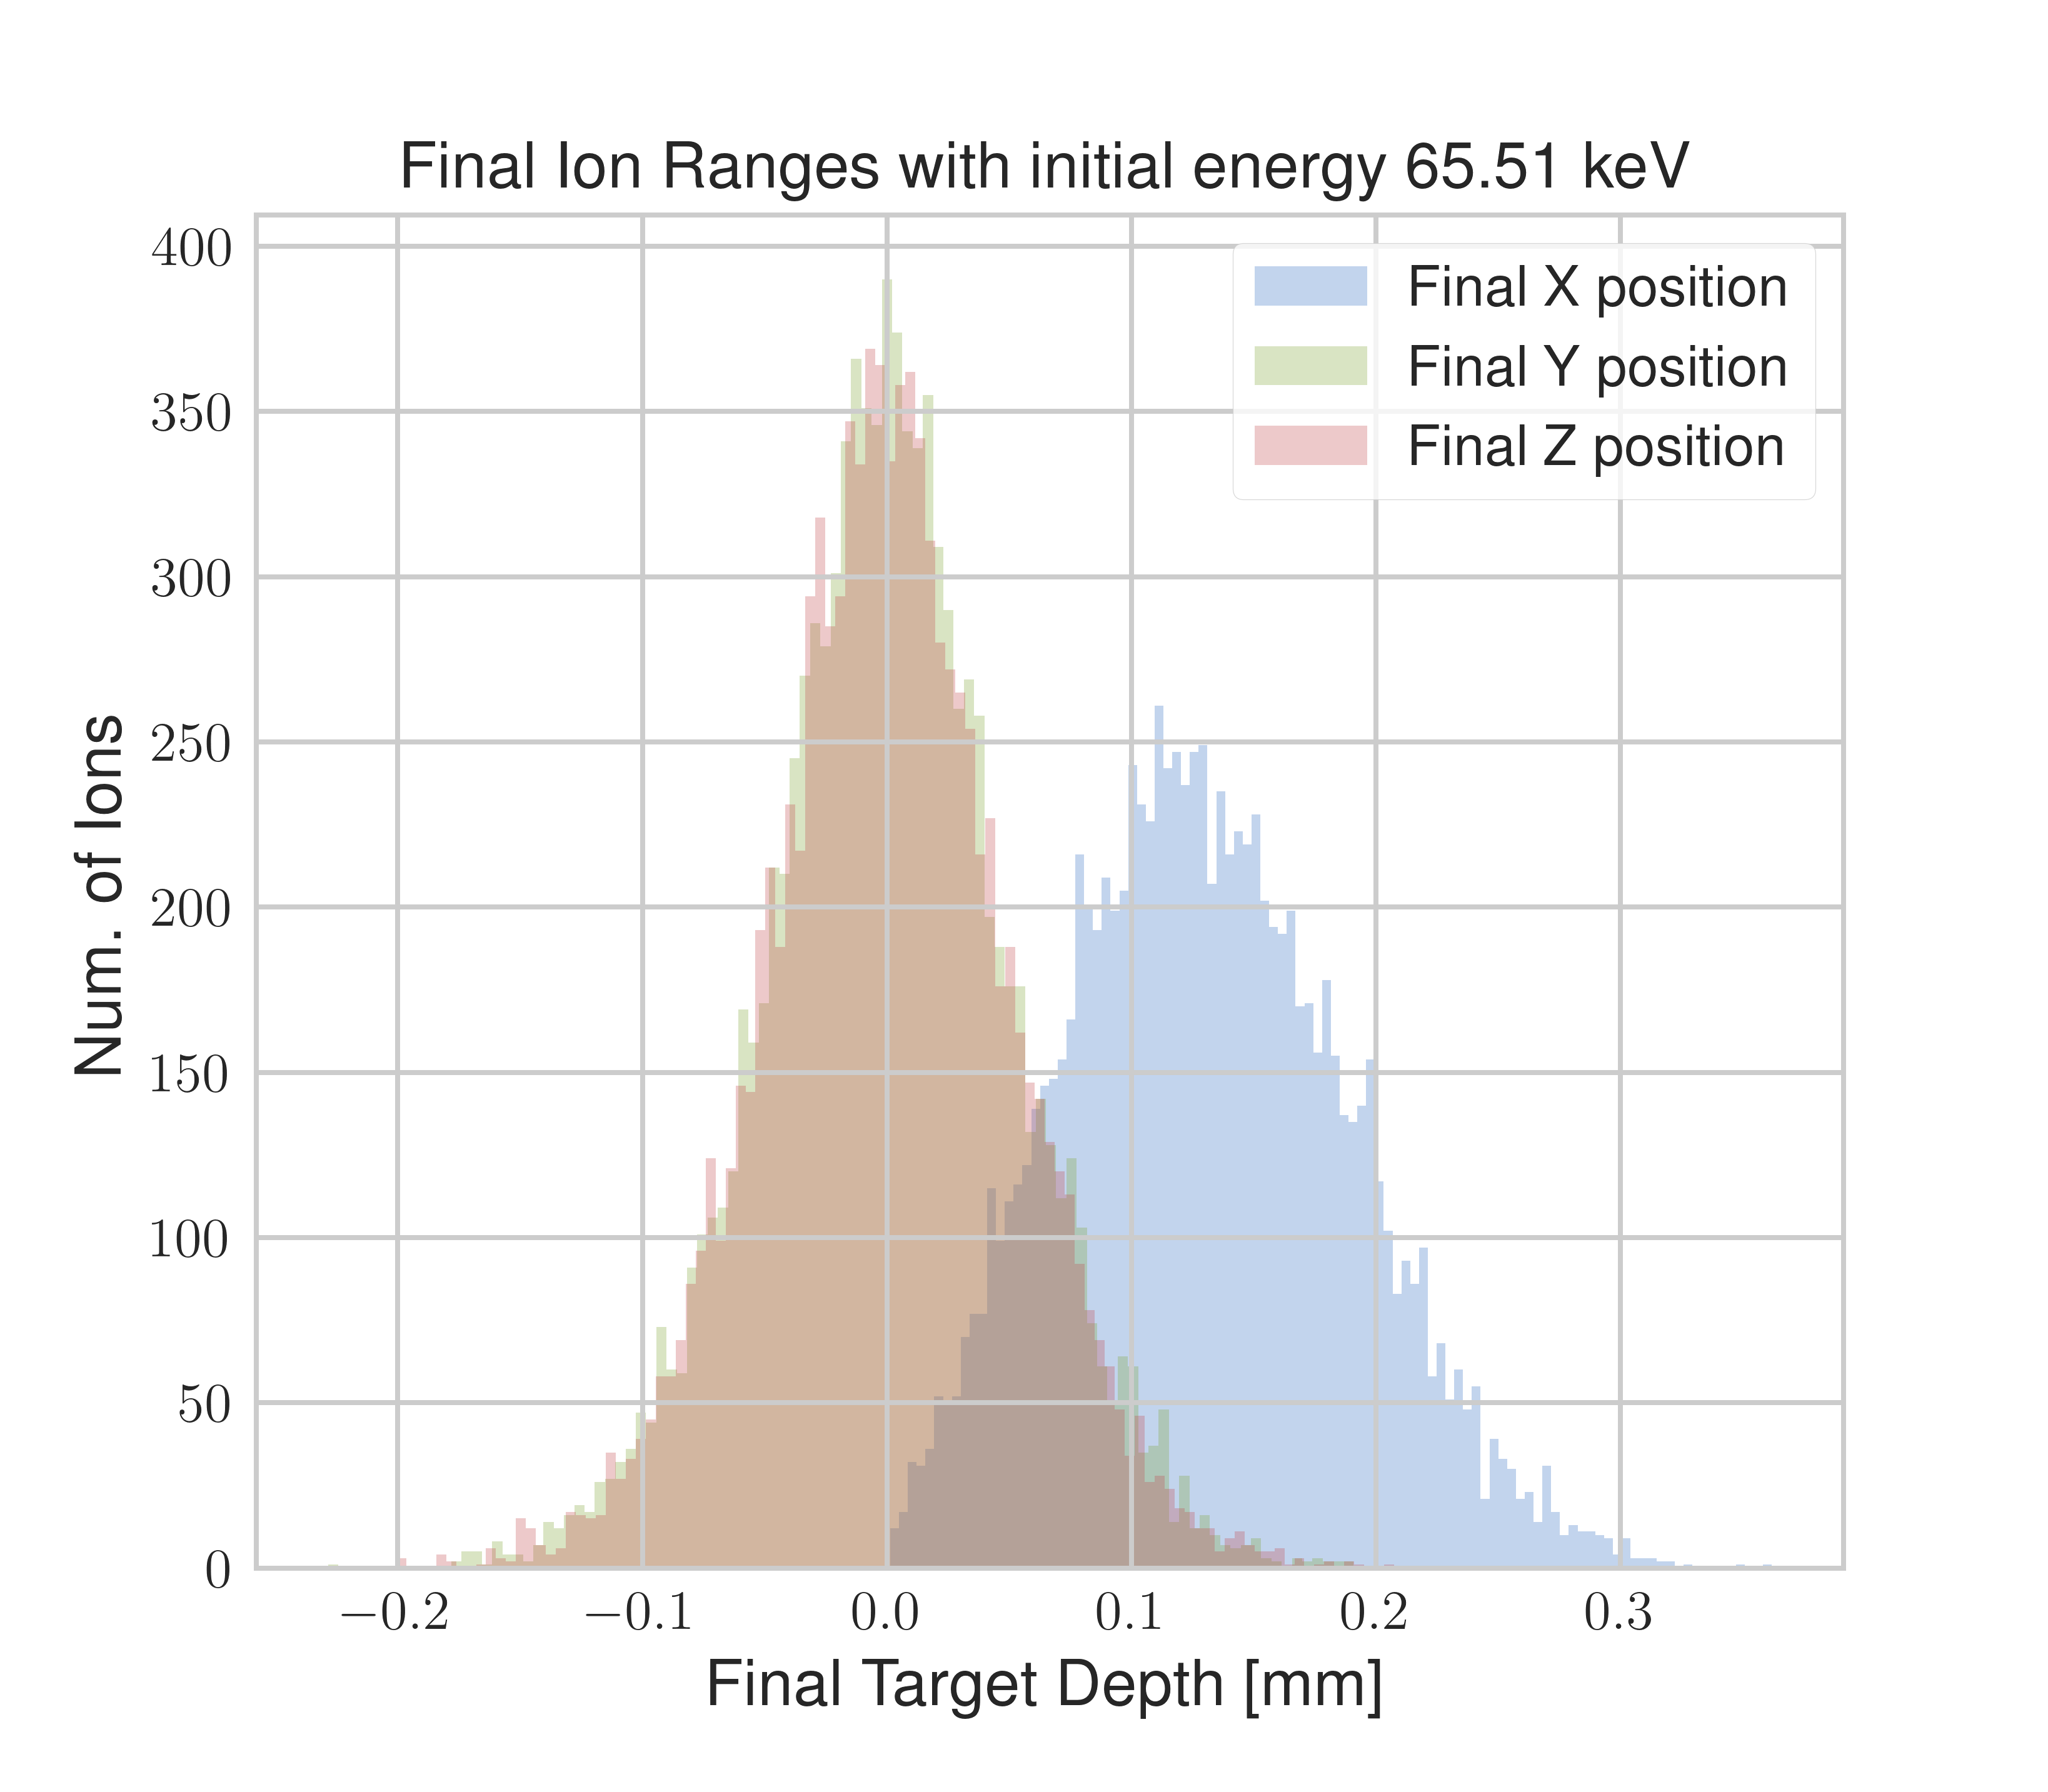 Final Ion Ranges with initial energy 65.51 keV
400
350
300
250
200
150
100
50
0
Num. of Ions
Final X position
Final Y position
Final Z position
−0.2 −0.1 0.0 0.1 0.2 0.3
Final Target Depth [mm]